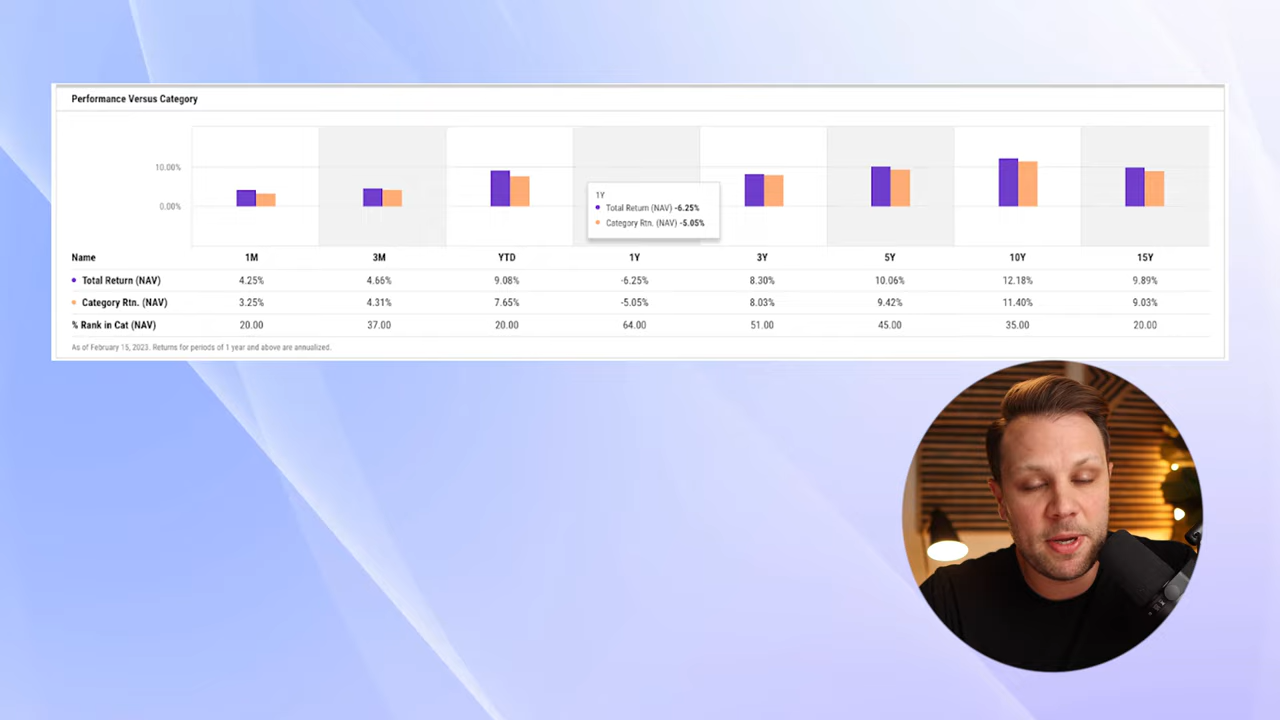 Performance Versus Category
10.00%
0.00%
1Y
Total Return (NAV) -6.25%
Category Rtn. (NAV) -5.05%
Name 1M 3M YTD 1Y 3Y 5Y 10Y 15Y
Total Return (NAV) 4.25% 4.66% 9.08% -6.25% 8.30% 10.06% 12.18% 9.89%
Category Rtn. (NAV) 3.25% 4.31% 7.65% -5.05% 8.03% 9.42% 11.40% 9.03%
% Rank in Cat (NAV) 20.00 37.00 20.00 64.00 51.00 45.00 35.00 20.00
As of February 15, 2023. Returns for periods of 1 year and above are annualized.